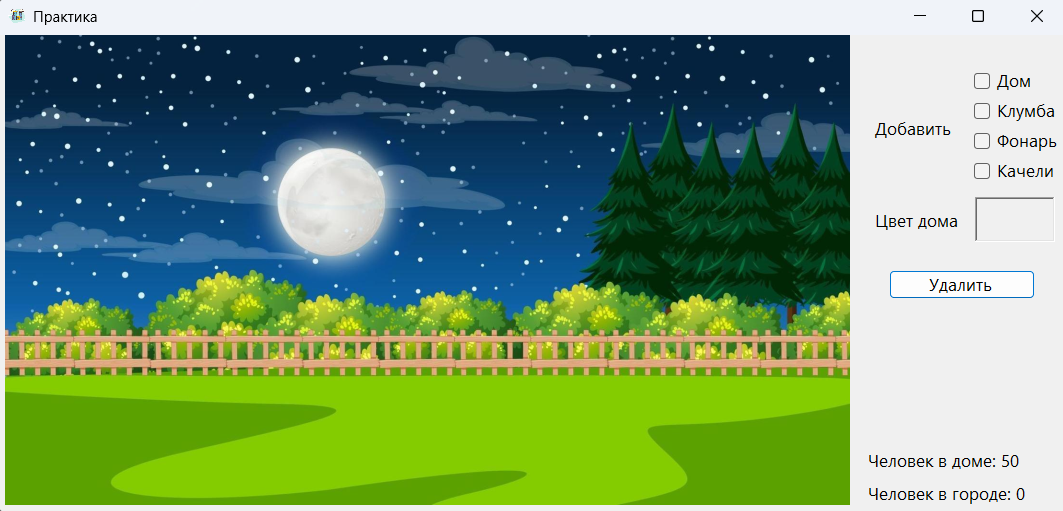 Практика
Дом
Клумба
Добавить
Фонарь
Качели
Цвет дома
Удалить
Человек в доме: 50
Человек в городе: 0